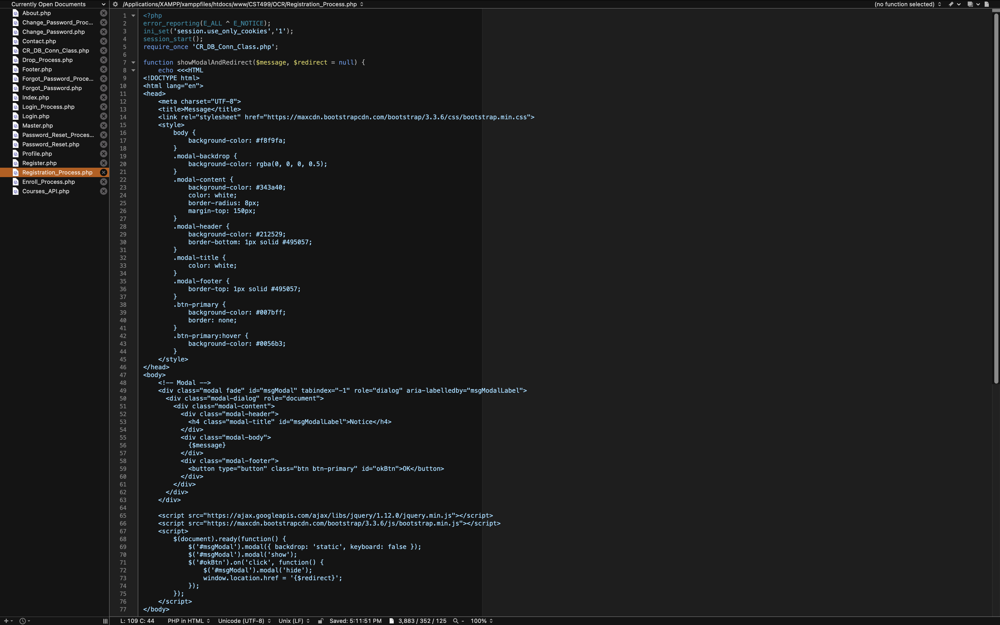 Currently Open Documents
About.php
Change_Password_Proc...
Change_Password.php
Contact.php
CR_DB_Conn_Class.php
Drop_Process.php
Footer.php
Forgot_Password_Proce...
Forgot_Password.php
Index.php
Login_Process.php
Login.php
Master.php
Password_Reset_Proces...
Password_Reset.php
Profile.php
Register.php
Registration_Process.php
Enroll_Process.php
Courses_API.php
/Applications/XAMPP/xamppfiles/htdocs/www/CST499/OCR/Registration_Process.php
(no function selected)
1 <?php
2 error_reporting(E_ALL ^ E_NOTICE);
3 ini_set('session.use_only_cookies','1');
4 session_start();
5 require_once 'CR_DB_Conn_Class.php';
6
7 function showModalAndRedirect($message, $redirect = null) {
8     echo <<<HTML
9 <!DOCTYPE html>
10 <html lang="en">
11 <head>
12     <meta charset="UTF-8">
13     <title>Message</title>
14     <link rel="stylesheet" href="https://maxcdn.bootstrapcdn.com/bootstrap/3.3.6/css/bootstrap.min.css">
15     <style>
16         body {
17             background-color: #f8f9fa;
18         }
19         .modal-backdrop {
20             background-color: rgba(0, 0, 0, 0.5);
21         }
22         .modal-content {
23             background-color: #343a40;
24             color: white;
25             border-radius: 8px;
26             margin-top: 150px;
27         }
28         .modal-header {
29             background-color: #212529;
30             border-bottom: 1px solid #495057;
31         }
32         .modal-title {
33             color: white;
34         }
35         .modal-footer {
36             border-top: 1px solid #495057;
37         }
38         .btn-primary {
39             background-color: #007bff;
40             border: none;
41         }
42         .btn-primary:hover {
43             background-color: #0056b3;
44         }
45     </style>
46 </head>
47 <body>
48     <!-- Modal -->
49     <div class="modal fade" id="msgModal" tabindex="-1" role="dialog" aria-labelledby="msgModalLabel">
50       <div class="modal-dialog" role="document">
51         <div class="modal-content">
52           <div class="modal-header">
53             <h4 class="modal-title" id="msgModalLabel">Notice</h4>
54           </div>
55           <div class="modal-body">
56             {$message}
57           </div>
58           <div class="modal-footer">
59             <button type="button" class="btn btn-primary" id="okBtn">OK</button>
60           </div>
61         </div>
62       </div>
63     </div>
64
65     <script src="https://ajax.googleapis.com/ajax/libs/jquery/1.12.0/jquery.min.js"></script>
66     <script src="https://maxcdn.bootstrapcdn.com/bootstrap/3.3.6/js/bootstrap.min.js"></script>
67     <script>
68         $(document).ready(function() {
69             $('#msgModal').modal({ backdrop: 'static', keyboard: false });
70             $('#msgModal').modal('show');
71             $('#okBtn').on('click', function() {
72                 $('#msgModal').modal('hide');
73                 window.location.href = '{$redirect}';
74             });
75         });
76     </script>
77 </body>
L: 109 C: 44 PHP in HTML Unicode (UTF-8) Unix (LF) Saved: 5:11:51 PM 3,883 / 352 / 125 - 100%